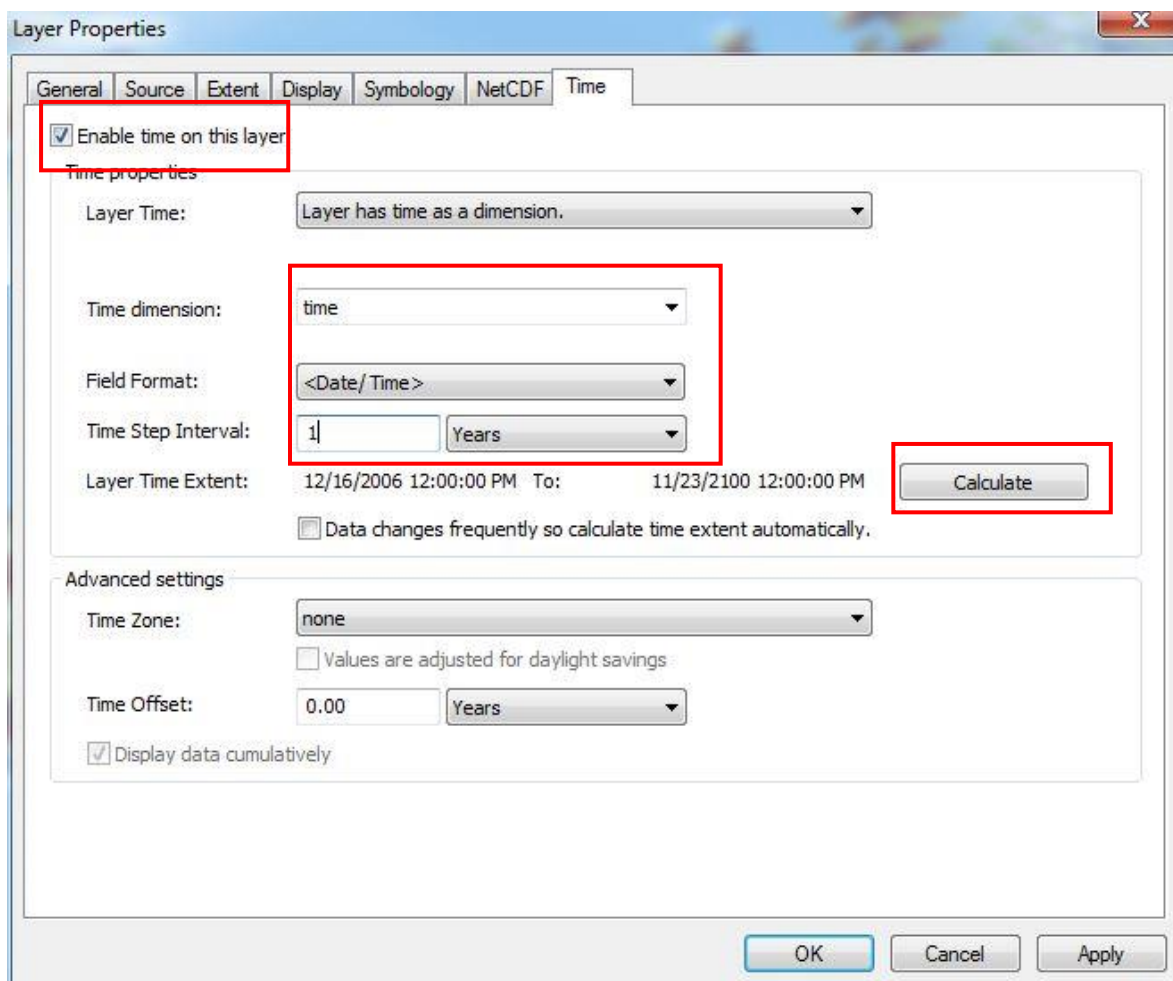 Layer Properties
X
General Source Extent Display Symbology NetCDF Time
Enable time on this layer
Time properties
Layer Time: Layer has time as a dimension.
Time dimension: time
Field Format: <Date/Time>
Time Step Interval: 1 Years
Layer Time Extent: 12/16/2006 12:00:00 PM To: 11/23/2100 12:00:00 PM Calculate
Data changes frequently so calculate time extent automatically.
Advanced settings
Time Zone: none
Values are adjusted for daylight savings
Time Offset: 0.00 Years
Display data cumulatively
OK Cancel Apply